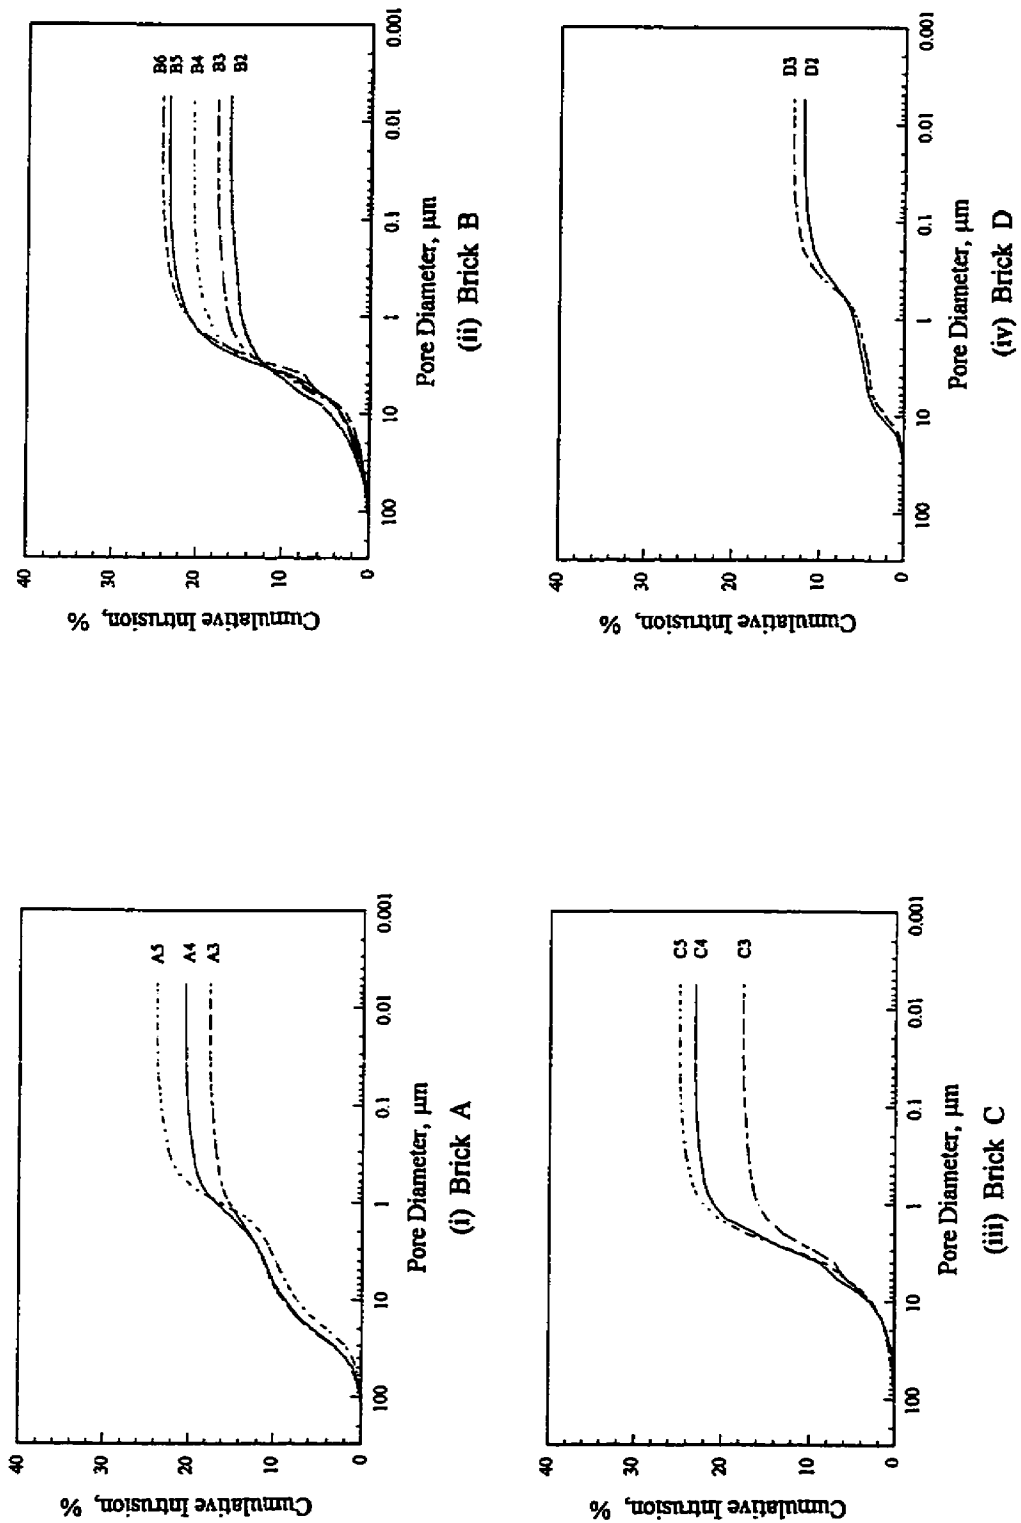 Cumulative Intrusion, %
40
30
20
10
0
A5
A4
A3
100
10
1
0.1
0.01
0.001
Pore Diameter, µm
(i) Brick A
Cumulative Intrusion, %
40
30
20
10
0
B6
B5
B4
B3
B2
100
10
1
0.1
0.01
0.001
Pore Diameter, µm
(ii) Brick B
Cumulative Intrusion, %
40
30
20
10
0
C5
C4
C3
100
10
1
0.1
0.01
0.001
Pore Diameter, µm
(iii) Brick C
Cumulative Intrusion, %
40
30
20
10
0
D3
D2
100
10
1
0.1
0.01
0.001
Pore Diameter, µm
(iv) Brick D